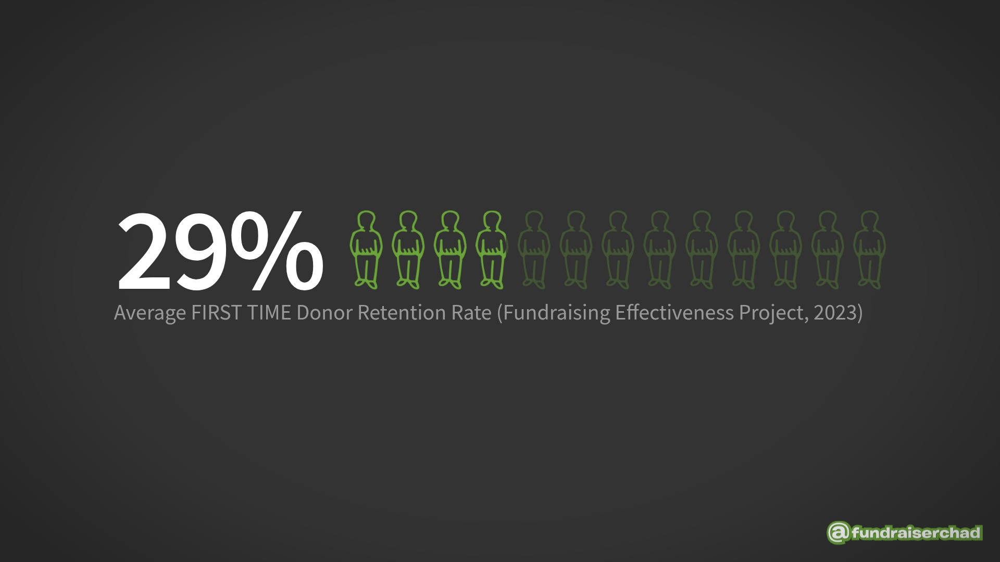 29%
Average FIRST TIME Donor Retention Rate (Fundraising Effectiveness Project, 2023)
@fundraiserchad